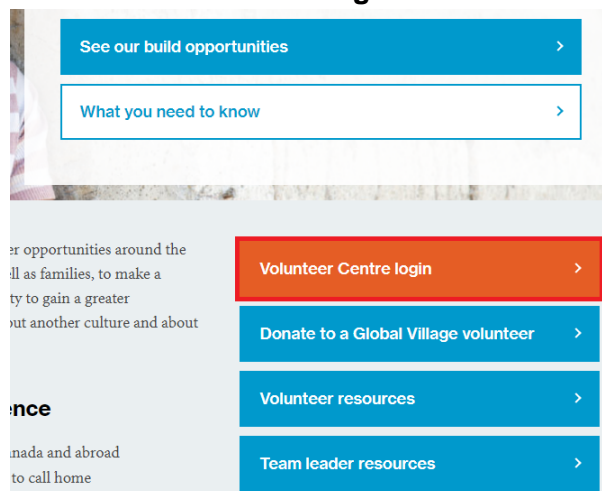 See our build opportunities
What you need to know
er opportunities around the
ell as families, to make a
ty to gain a greater
out another culture and about
ence
anada and abroad
to call home
Volunteer Centre login
Donate to a Global Village volunteer
Volunteer resources
Team leader resources